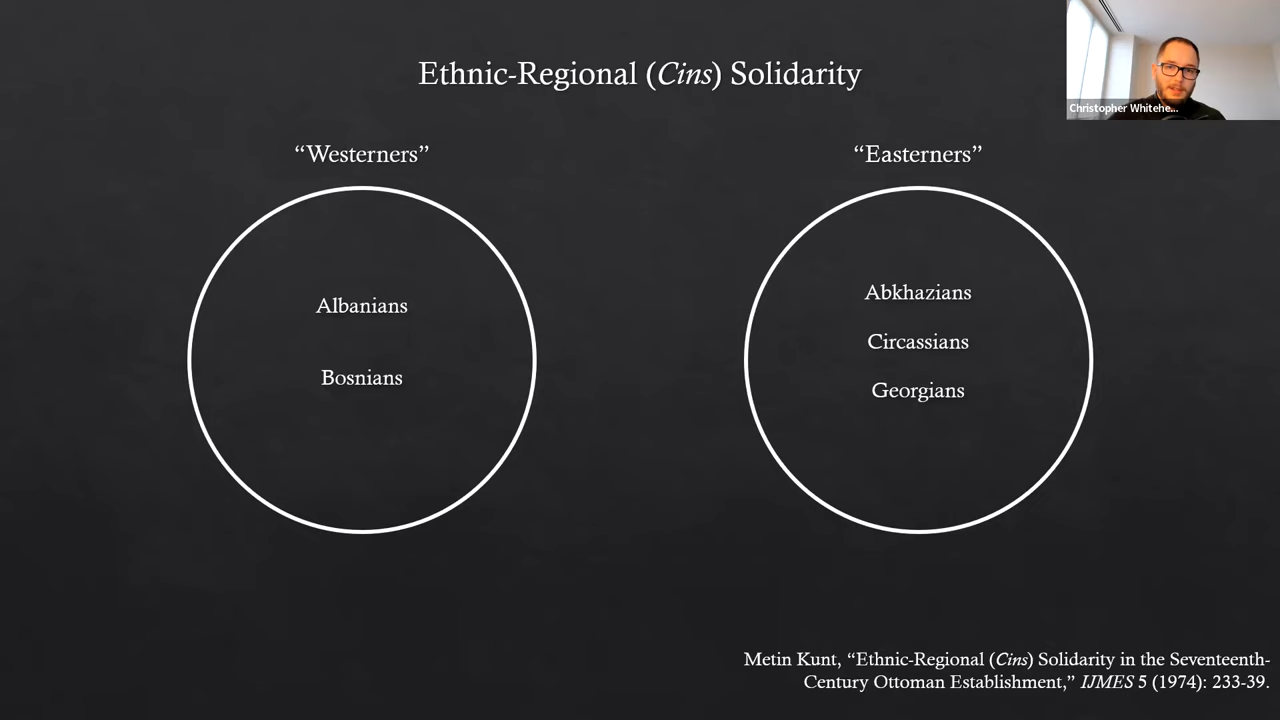 Ethnic-Regional (Cins) Solidarity
Christopher Whitehe...
“Westerners”
“Easterners”
Albanians
Bosnians
Abkhazians
Circassians
Georgians
Metin Kunt, “Ethnic-Regional (Cins) Solidarity in the Seventeenth-
Century Ottoman Establishment,” IJMES 5 (1974): 233-39.